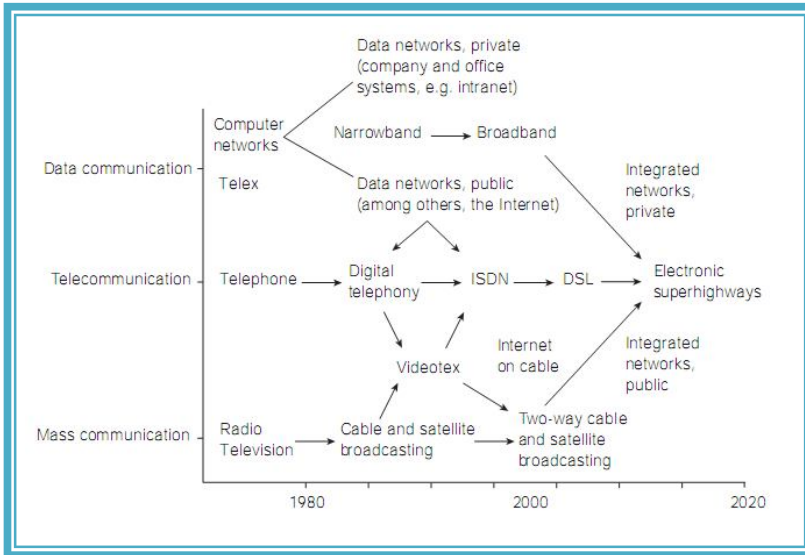 Data networks, private
(company and office
systems, e.g. intranet)
Computer
networks
Narrowband
Broadband
Data communication
Integrated
networks,
private
Telex
Data networks, public
(among others, the Internet)
Telecommunication
Telephone
Digital
telephony
ISDN
DSL
Electronic
superhighways
Internet
on cable
Integrated
networks,
public
Videotex
Mass communication
Radio
Television
Cable and satellite
broadcasting
Two-way cable
and satellite
broadcasting
1980
2000
2020